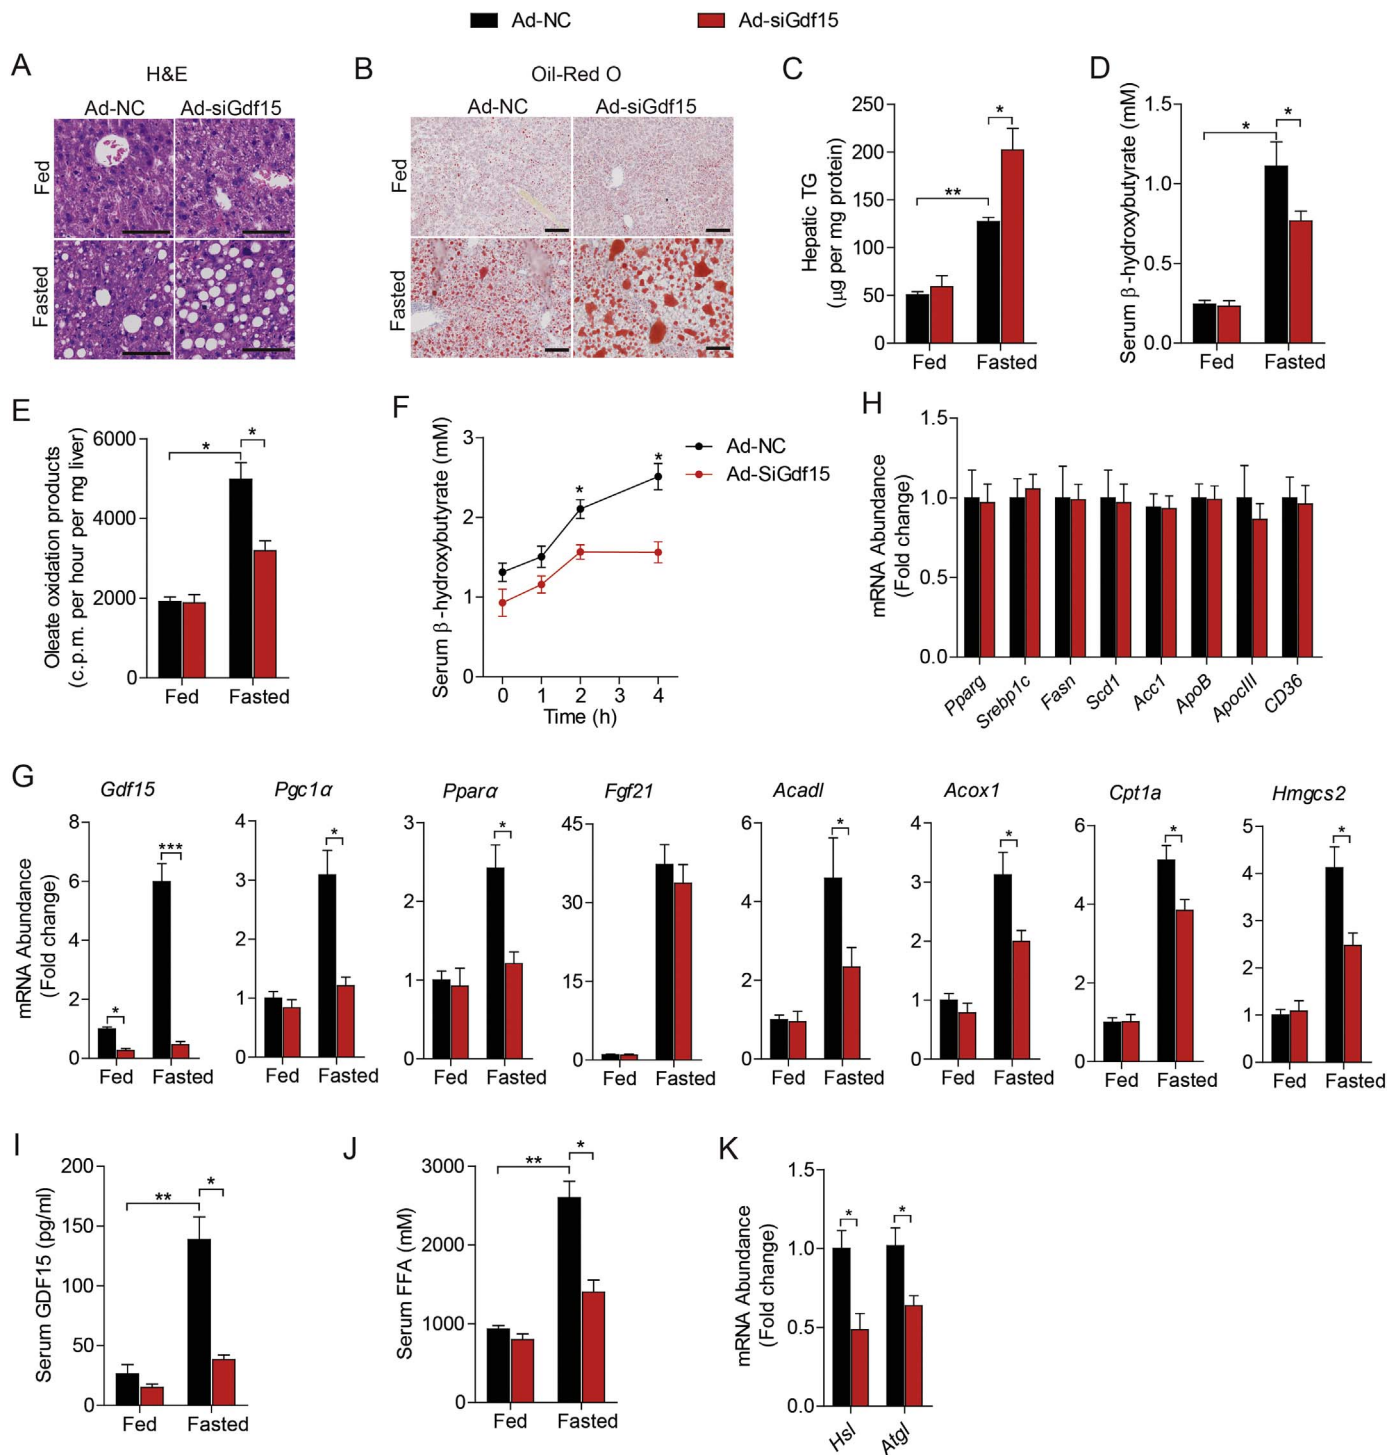 Ad-NC Ad-siGdf15
A
H&E
Ad-NC Ad-siGdf15
Fed
Fasted
B
Oil-Red O
Ad-NC Ad-siGdf15
Fed
Fasted
C
Hepatic TG
(µg per mg protein)
250
200
150
100
50
0
**
*
Fed Fasted
D
Serum β-hydroxybutyrate (mM)
1.5
1.0
0.5
0.0
*
*
Fed Fasted
E
Oleate oxidation products
(c.p.m. per hour per mg liver)
6000
4000
2000
0
*
*
Fed Fasted
F
Serum β -hydroxybutyrate (mM)
3
2
1
0
*
*
0 1 2 3 4
Time (h)
Ad-NC
Ad-SiGdf15
H
mRNA Abundance
(Fold change)
1.5
1.0
0.5
0.0
Pparg Srebp1c Fasn Scd1 Acc1 ApoB ApocIII CD36
G
mRNA Abundance
(Fold change)
Gdf15
8
6
4
2
0
*
***
Fed Fasted
Pgc1α
4
3
2
1
0
*
Fed Fasted
Pparα
3
2
1
0
*
Fed Fasted
Fgf21
45
30
15
0
Fed Fasted
Acadl
6
4
2
0
*
Fed Fasted
Acox1
4
3
2
1
0
*
Fed Fasted
Cpt1a
6
4
2
0
*
Fed Fasted
Hmgcs2
5
4
3
2
1
0
*
Fed Fasted
I
Serum GDF15 (pg/ml)
200
150
100
50
0
**
*
Fed Fasted
J
Serum FFA (mM)
3000
2000
1000
0
**
*
Fed Fasted
K
mRNA Abundance
(Fold change)
1.5
1.0
0.5
0.0
*
*
Hsl Atgl